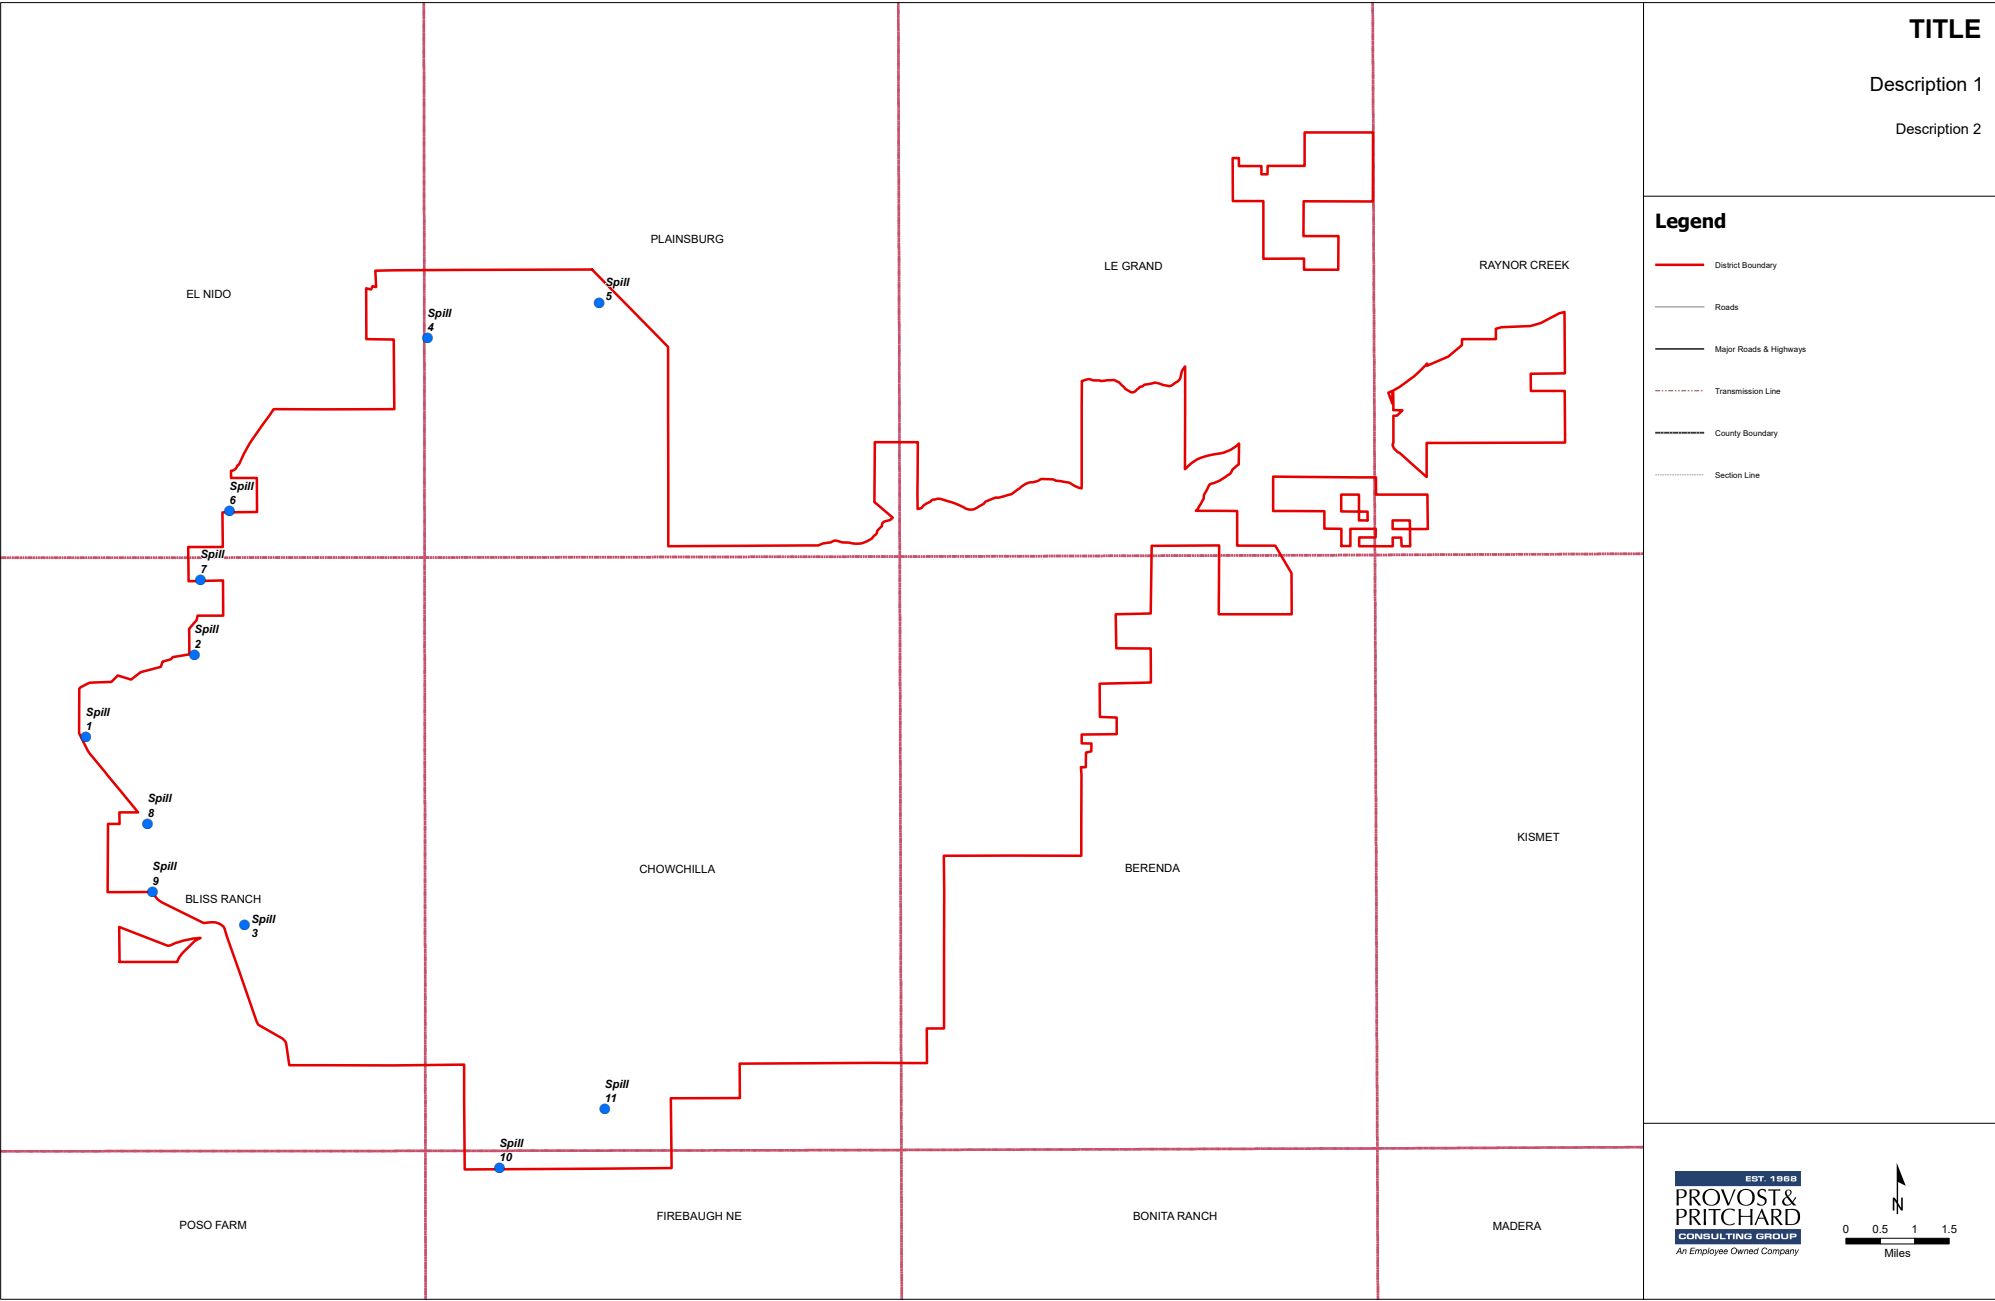 TITLE
Description 1
Description 2
Legend
District Boundary
Roads
Major Roads & Highways
Transmission Line
County Boundary
Section Line
PLAINSBURG
LE GRAND
RAYNOR CREEK
EL NIDO
Spill
5
Spill
4
Spill
6
Spill
7
Spill
2
Spill
1
Spill
8
KISMET
CHOWCHILLA
BERENDA
Spill
9
BLISS RANCH
Spill
3
Spill
11
Spill
10
POSO FARM
FIREBAUGH NE
BONITA RANCH
MADERA
EST. 1968
PROVOST&
PRITCHARD
CONSULTING GROUP
An Employee Owned Company
N
0 0.5 1 1.5
Miles